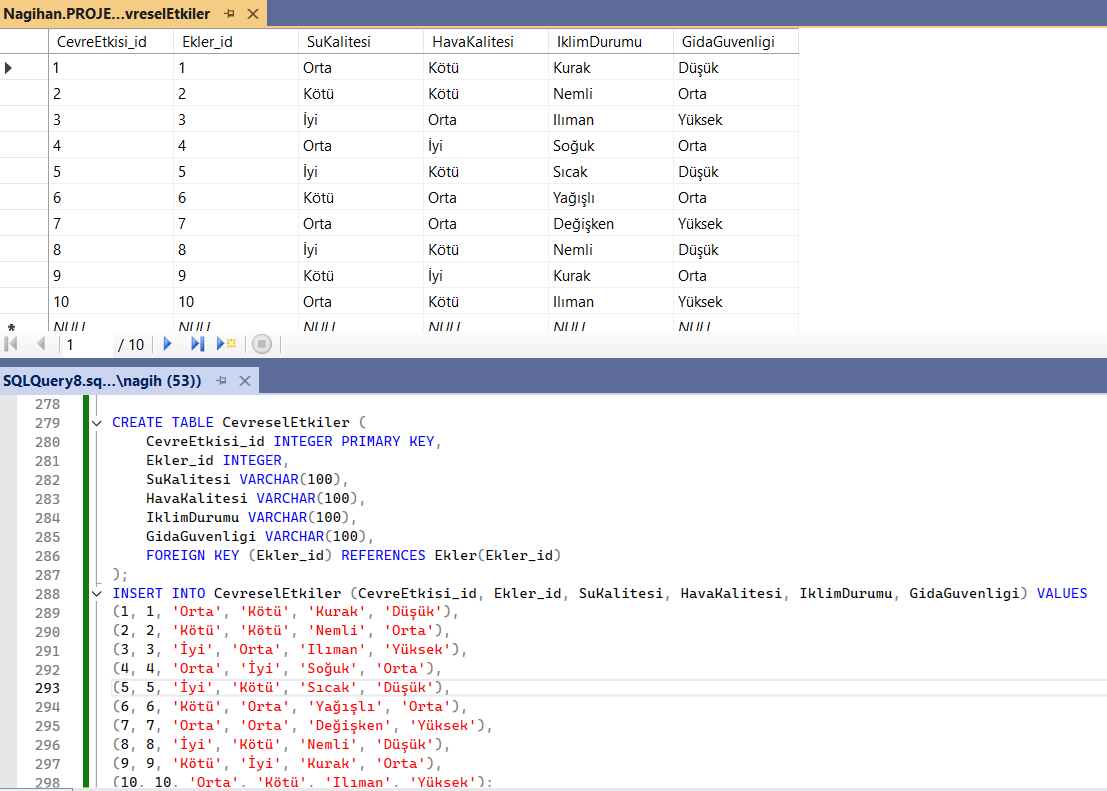 Nagihan.PROJE...vreselEtkiler
CevreEtkisi_id Ekler_id SuKalitesi HavaKalitesi IklimDurumu GidaGuvenligi
1 1 Orta Kötü Kurak Düşük
2 2 Kötü Kötü Nemli Orta
3 3 İyi Orta Ilıman Yüksek
4 4 Orta İyi Soğuk Orta
5 5 İyi Kötü Sıcak Düşük
6 6 Kötü Orta Yağışlı Orta
7 7 Orta Orta Değişken Yüksek
8 8 İyi Kötü Nemli Düşük
9 9 Kötü İyi Kurak Orta
10 10 Orta Kötü Ilıman Yüksek
NULL NULL NULL NULL NULL NULL
1 / 10
SQLQuery8.sq...\nagih (53))
278
279 CREATE TABLE CevreselEtkiler (
280 CevreEtkisi_id INTEGER PRIMARY KEY,
281 Ekler_id INTEGER,
282 SuKalitesi VARCHAR(100),
283 HavaKalitesi VARCHAR(100),
284 IklimDurumu VARCHAR(100),
285 GidaGuvenligi VARCHAR(100),
286 FOREIGN KEY (Ekler_id) REFERENCES Ekler(Ekler_id)
287 );
288 INSERT INTO CevreselEtkiler (CevreEtkisi_id, Ekler_id, SuKalitesi, HavaKalitesi, IklimDurumu, GidaGuvenligi) VALUES
289 (1, 1, 'Orta', 'Kötü', 'Kurak', 'Düşük'),
290 (2, 2, 'Kötü', 'Kötü', 'Nemli', 'Orta'),
291 (3, 3, 'İyi', 'Orta', 'Ilıman', 'Yüksek'),
292 (4, 4, 'Orta', 'İyi', 'Soğuk', 'Orta'),
293 (5, 5, 'İyi', 'Kötü', 'Sıcak', 'Düşük'),
294 (6, 6, 'Kötü', 'Orta', 'Yağışlı', 'Orta'),
295 (7, 7, 'Orta', 'Orta', 'Değişken', 'Yüksek'),
296 (8, 8, 'İyi', 'Kötü', 'Nemli', 'Düşük'),
297 (9, 9, 'Kötü', 'İyi', 'Kurak', 'Orta'),
298 (10, 10, 'Orta', 'Kötü', 'Ilıman', 'Yüksek');